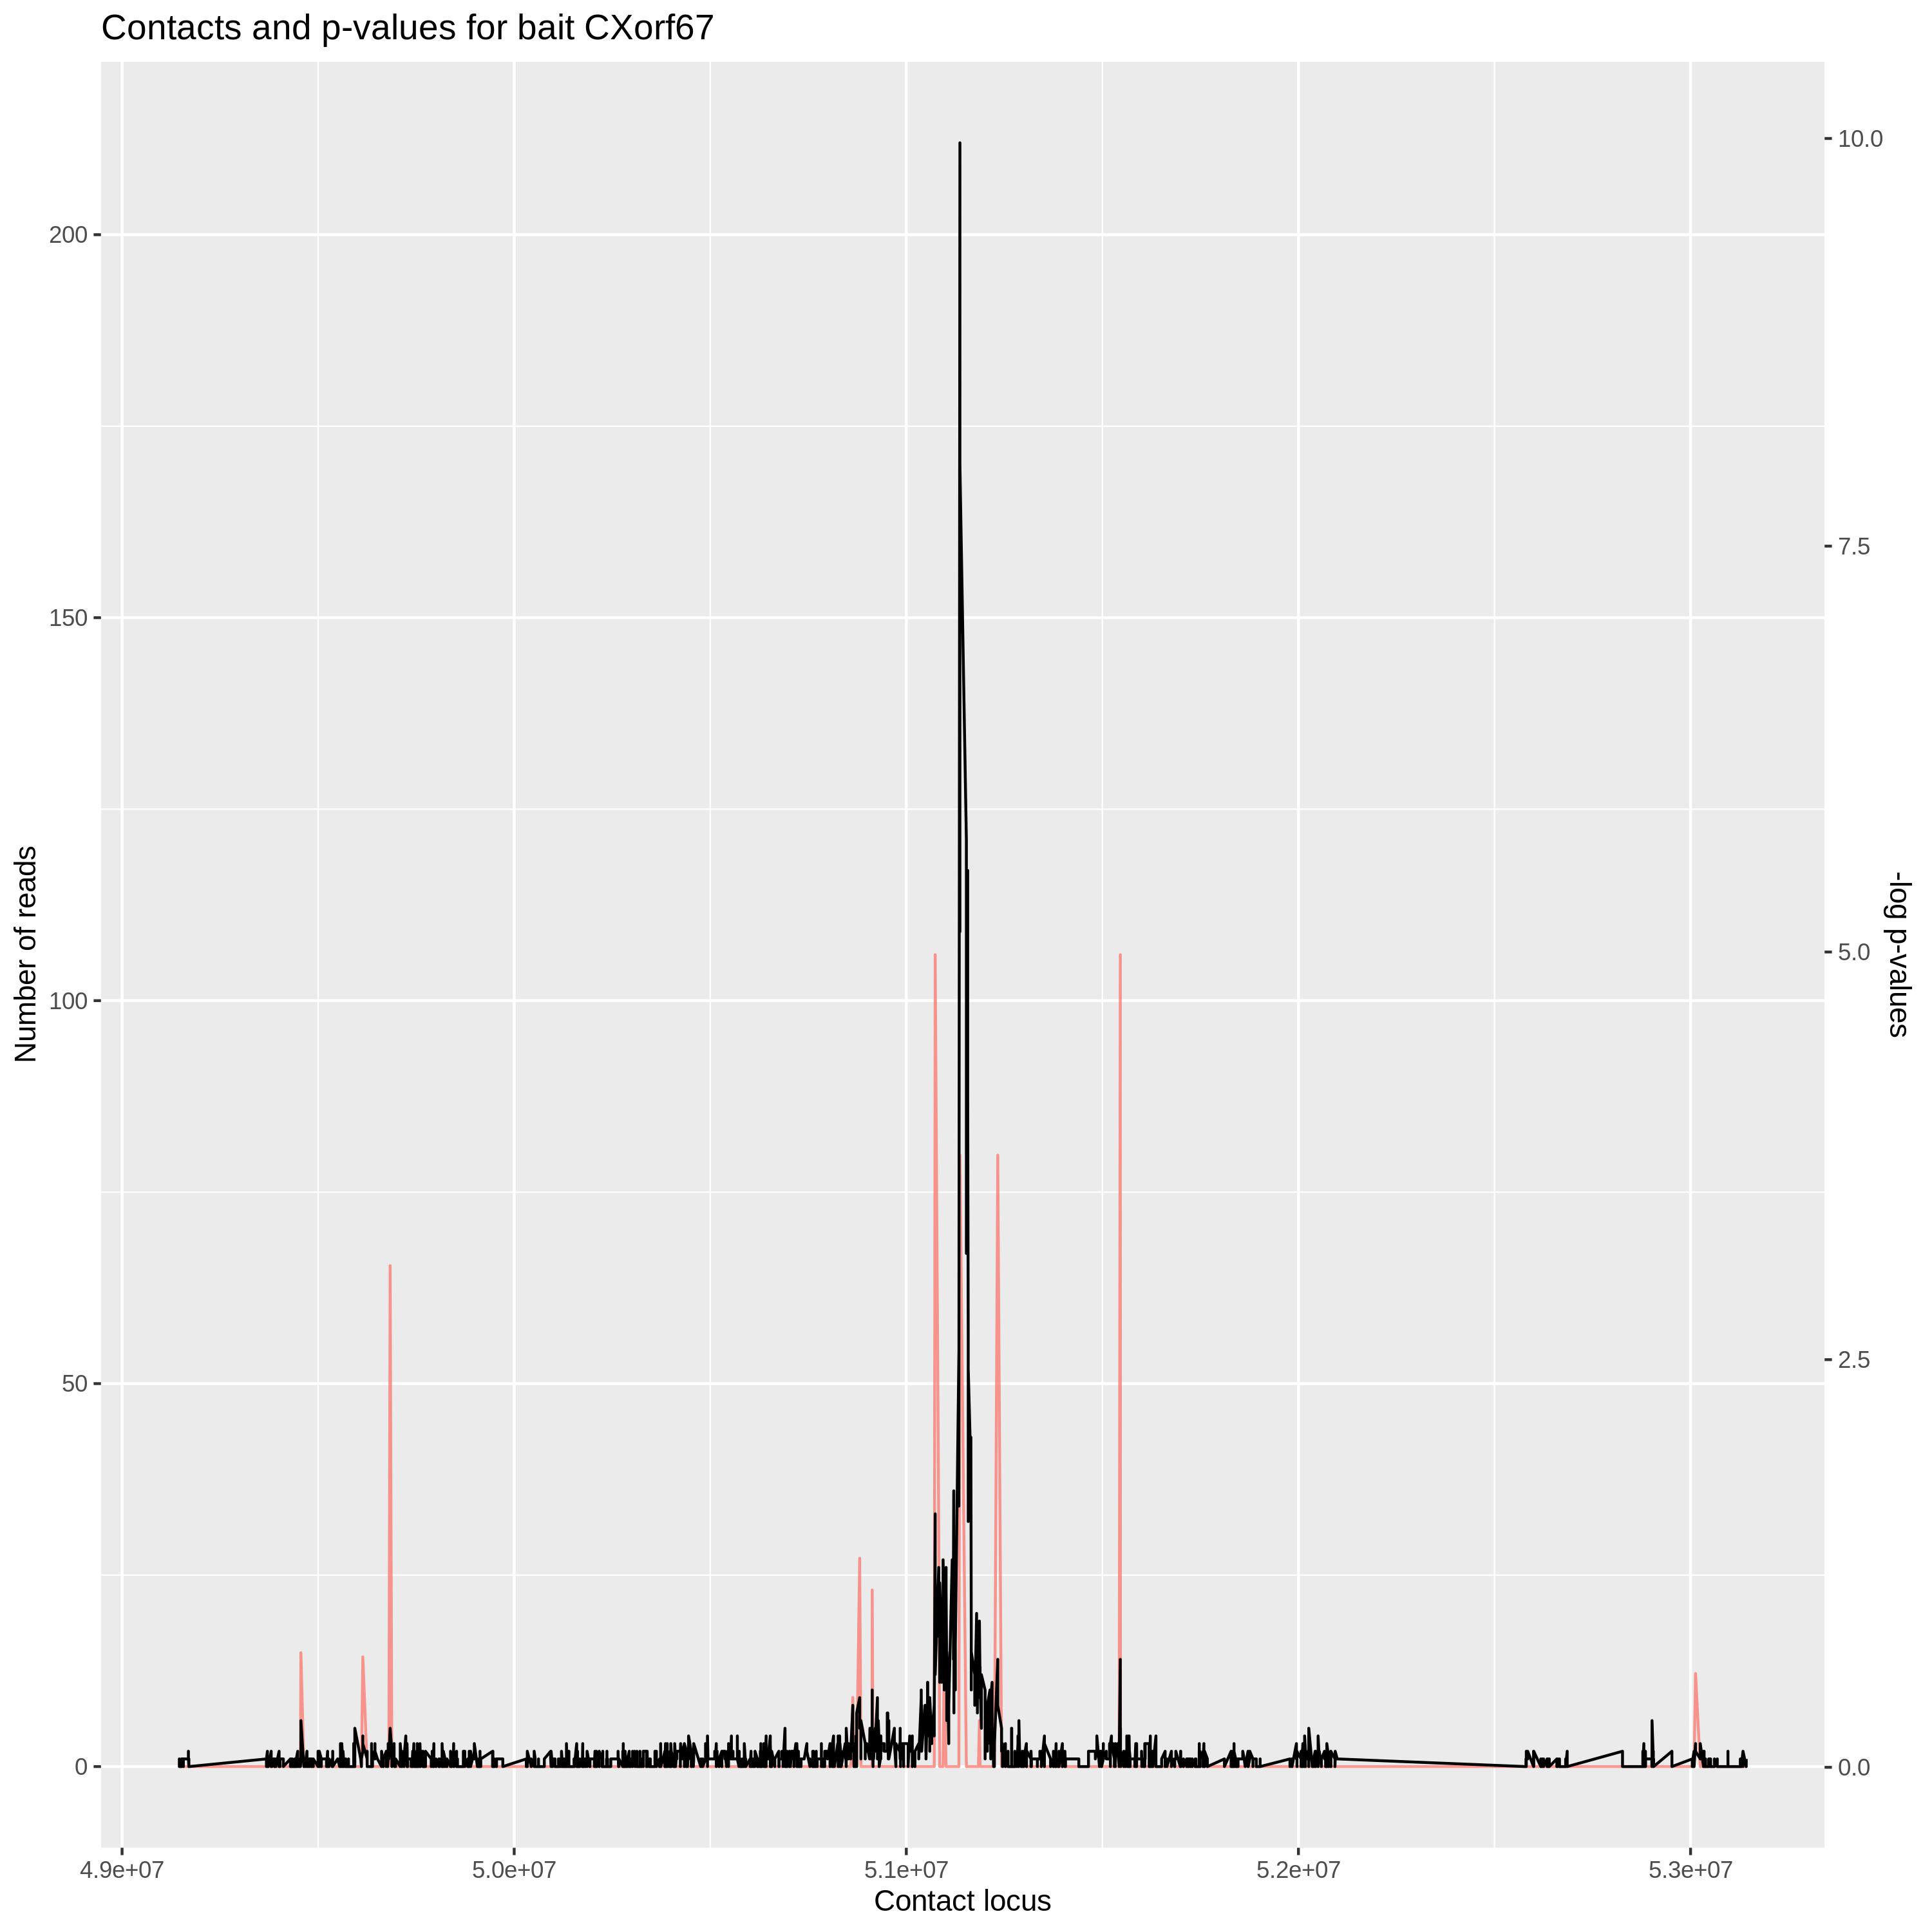 Contacts and p-values for bait CXorf67
200
150
100
50
0
Number of reads
10.0
7.5
5.0
2.5
0.0
-log p-values
4.9e+07
5.0e+07
5.1e+07
5.2e+07
5.3e+07
Contact locus